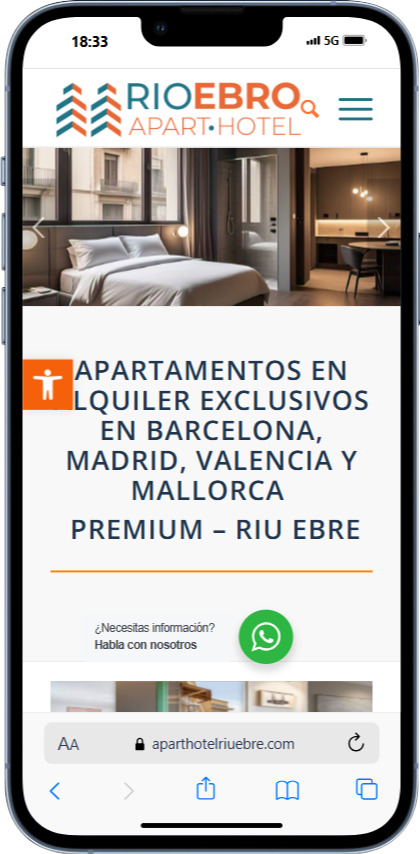 18:33
5G
RIOEBRO
APART·HOTEL
APARTAMENTOS EN
LQUILER EXCLUSIVOS
EN BARCELONA,
MADRID, VALENCIA Y
MALLORCA
PREMIUM – RIU EBRE
¿Necesitas información?
Habla con nosotros
AA
aparthotelriuebre.com